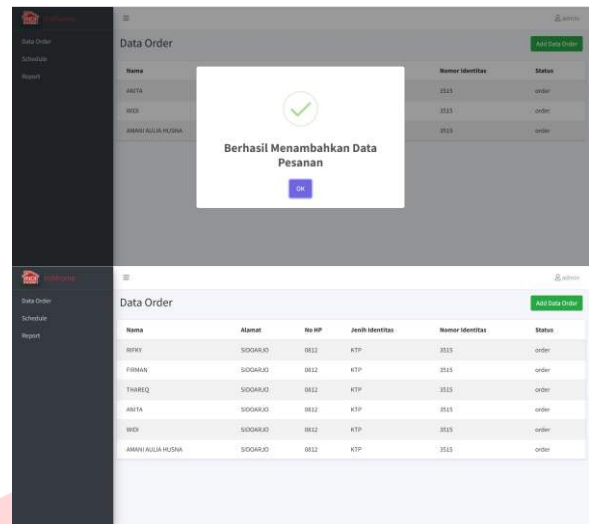 IndiHome
admin
Data Order
Schedule
Report
Data Order
Add Data Order
Nama Nomor Identitas Status
ANITA 3515 order
WIDI 3515 order
AMANI AULIA HUSNA 3515 order
Berhasil Menambahkan Data
Pesanan
OK
IndiHome
admin
Data Order
Schedule
Report
Data Order
Add Data Order
Nama Alamat No HP Jenih Identitas Nomor Identitas Status
RIFKY SIDOARJO 0812 KTP 3515 order
FIRMAN SIDOARJO 0812 KTP 3515 order
THAREQ SIDOARJO 0812 KTP 3515 order
ANITA SIDOARJO 0812 KTP 3515 order
WIDI SIDOARJO 0812 KTP 3515 order
AMANI AULIA HUSNA SIDOARJO 0812 KTP 3515 order